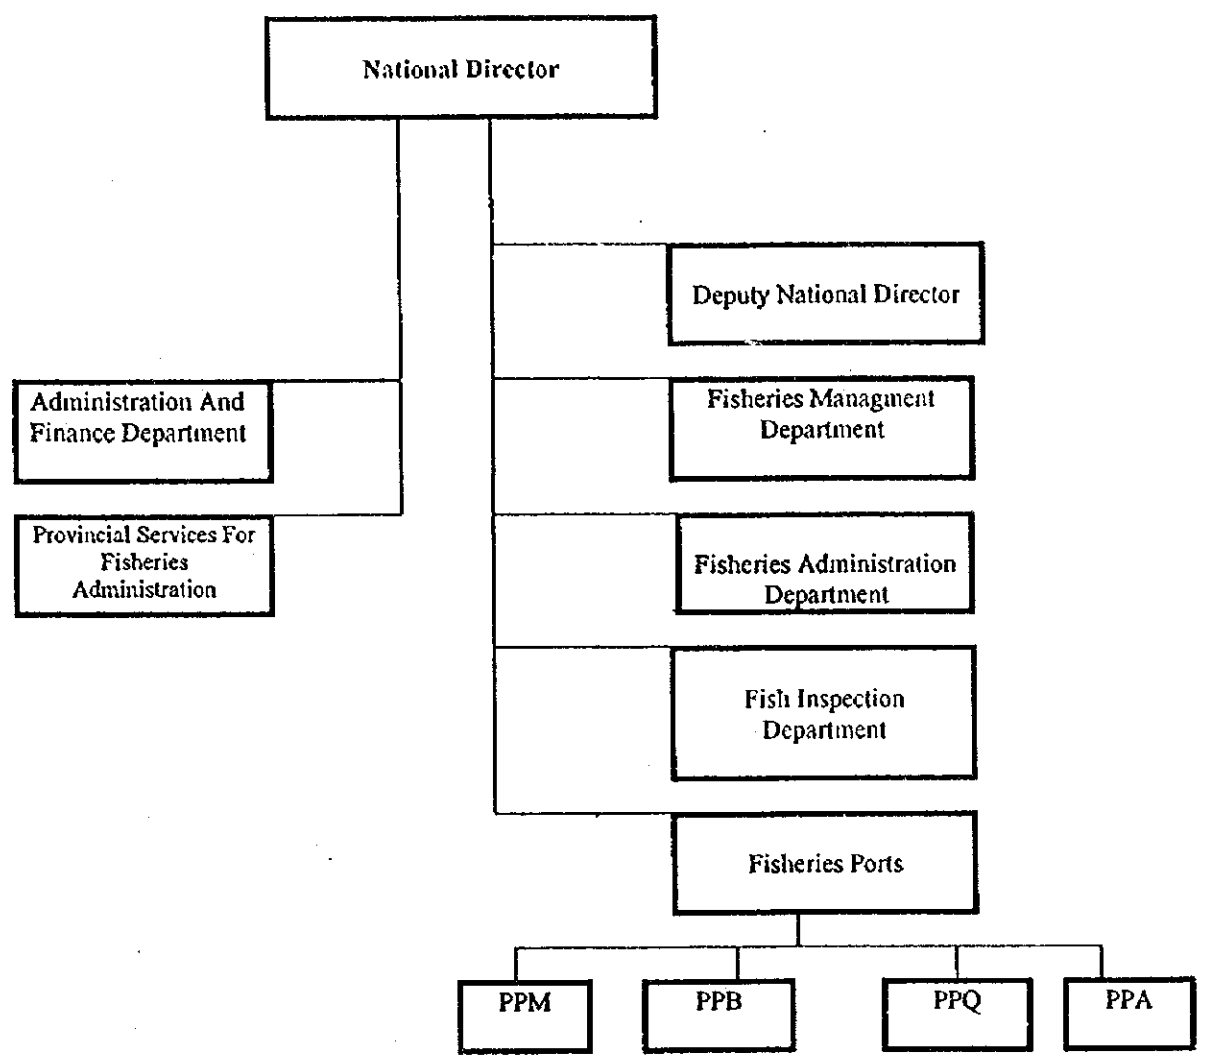 National Director
Deputy National Director
Administration And
Finance Department
Fisheries Managment
Department
Provincial Services For
Fisheries
Administration
Fisheries Administration
Department
Fish Inspection
Department
Fisheries Ports
PPM
PPB
PPQ
PPA